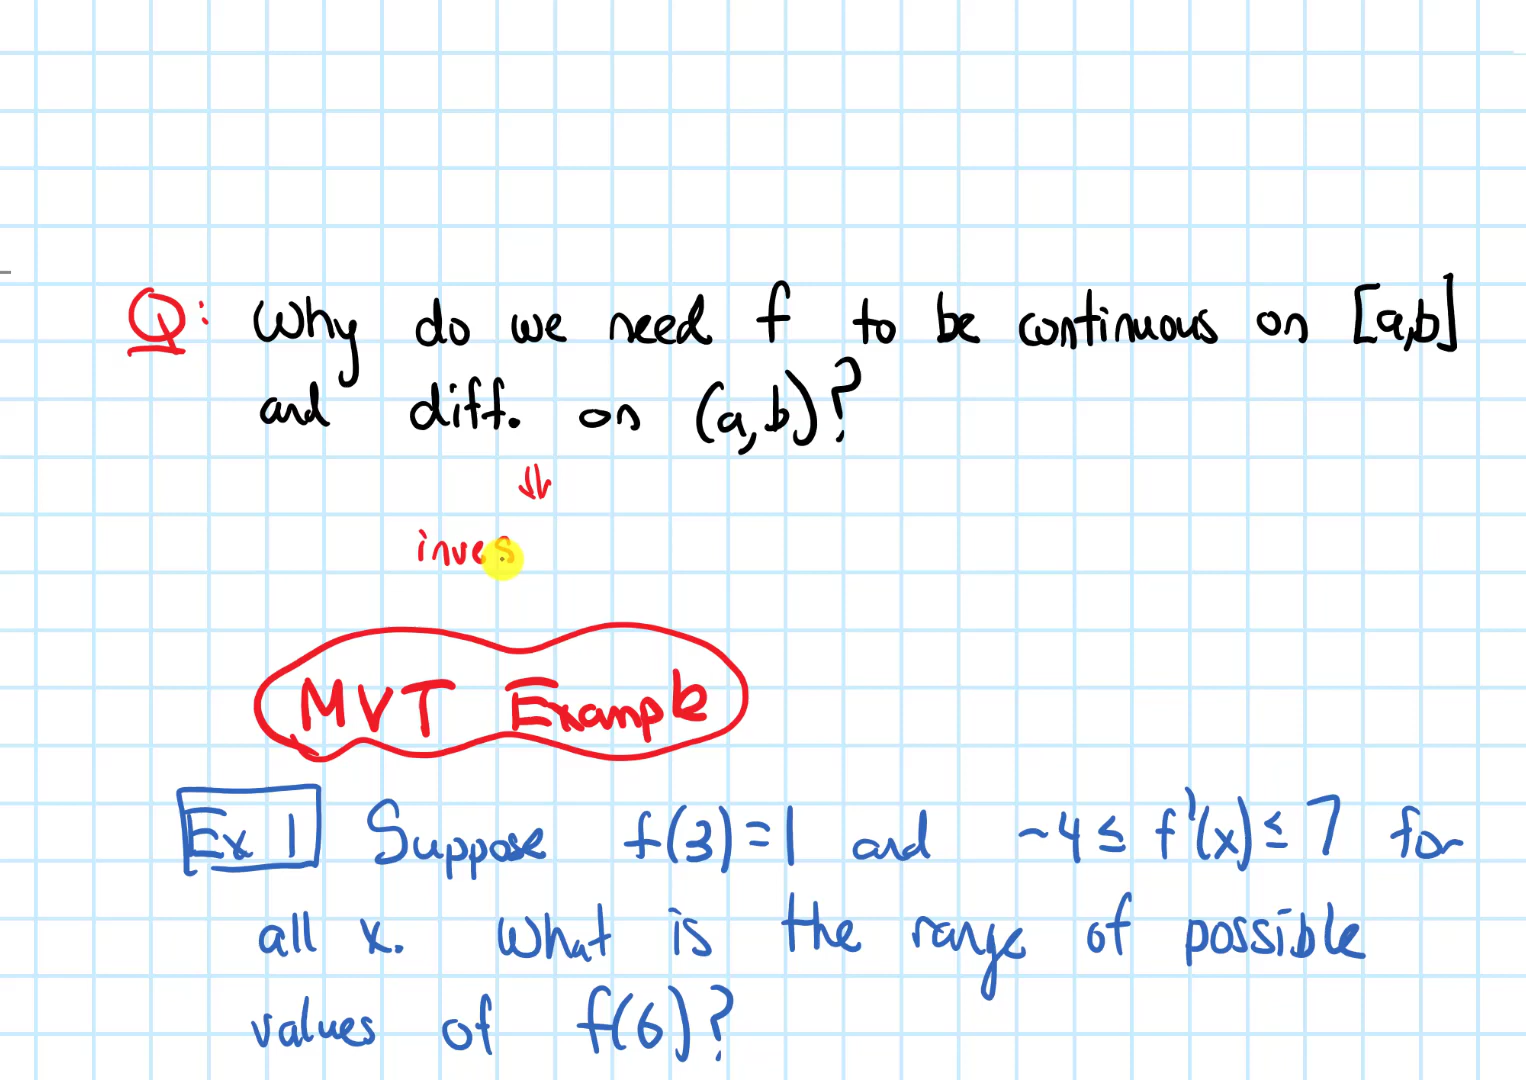 Q: Why do we need f to be continuous on [a,b]
and diff. on (a,b)?
⇓
inves
MVT Example
Ex 1 Suppose f(3)=1 and -4 ≤ f'(x) ≤ 7 for
all x. What is the range of possible
values of f(6)?